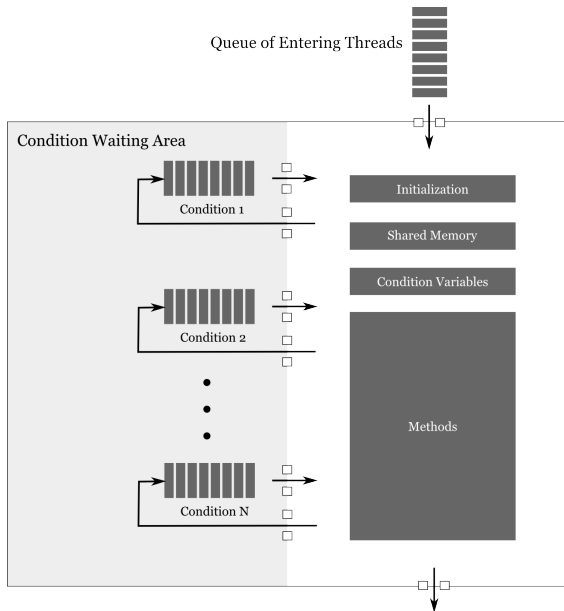 Queue of Entering Threads
Condition Waiting Area
Condition 1
Initialization
Shared Memory
Condition Variables
Condition 2
Methods
Condition N